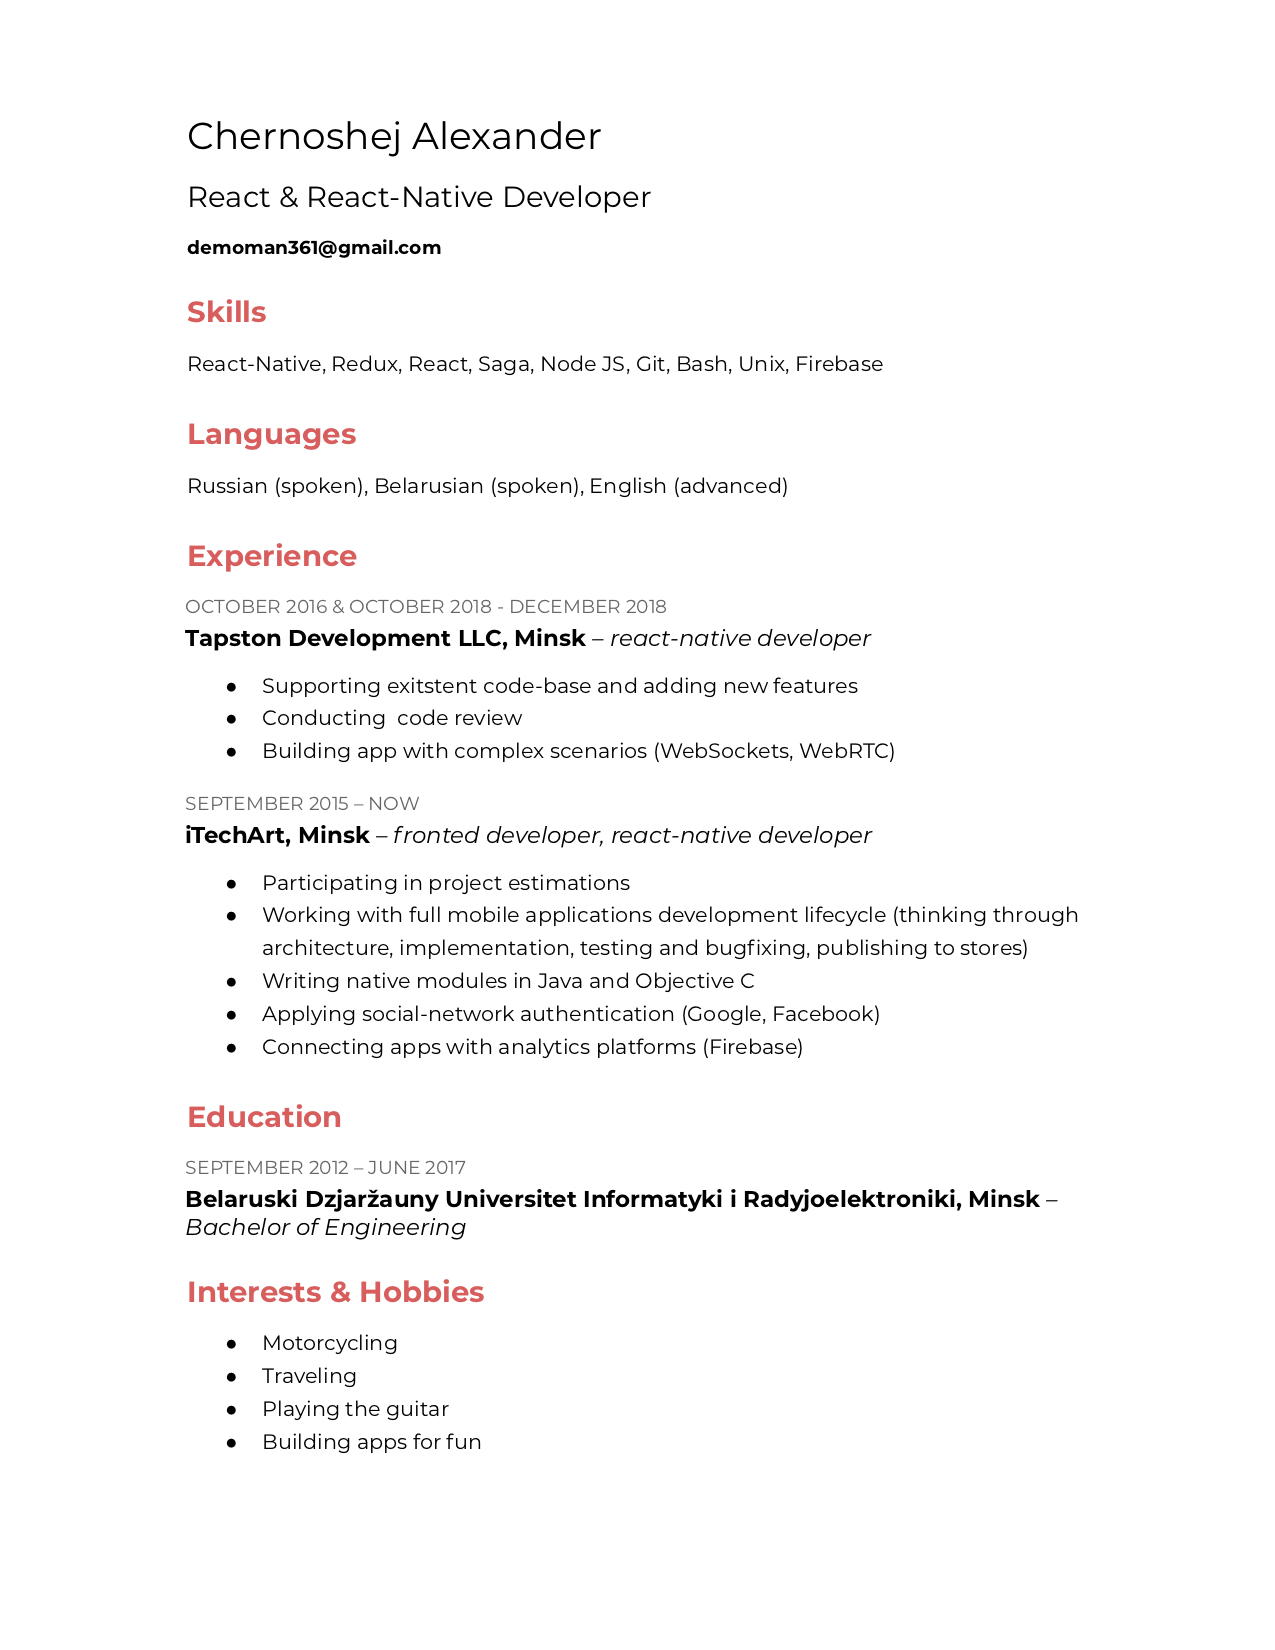 Chernoshej Alexander
React & React-Native Developer
demoman361@gmail.com
Skills
React-Native, Redux, React, Saga, Node JS, Git, Bash, Unix, Firebase
Languages
Russian (spoken), Belarusian (spoken), English (advanced)
Experience
OCTOBER 2016 & OCTOBER 2018 - DECEMBER 2018
Tapston Development LLC, Minsk – react-native developer
● Supporting exitstent code-base and adding new features
● Conducting  code review
● Building app with complex scenarios (WebSockets, WebRTC)
SEPTEMBER 2015 – NOW
iTechArt, Minsk – fronted developer, react-native developer
● Participating in project estimations
● Working with full mobile applications development lifecycle (thinking through
architecture, implementation, testing and bugfixing, publishing to stores)
● Writing native modules in Java and Objective C
● Applying social-network authentication (Google, Facebook)
● Connecting apps with analytics platforms (Firebase)
Education
SEPTEMBER 2012 – JUNE 2017
Belaruski Dzjaržauny Universitet Informatyki i Radyjoelektroniki, Minsk –
Bachelor of Engineering
Interests & Hobbies
● Motorcycling
● Traveling
● Playing the guitar
● Building apps for fun